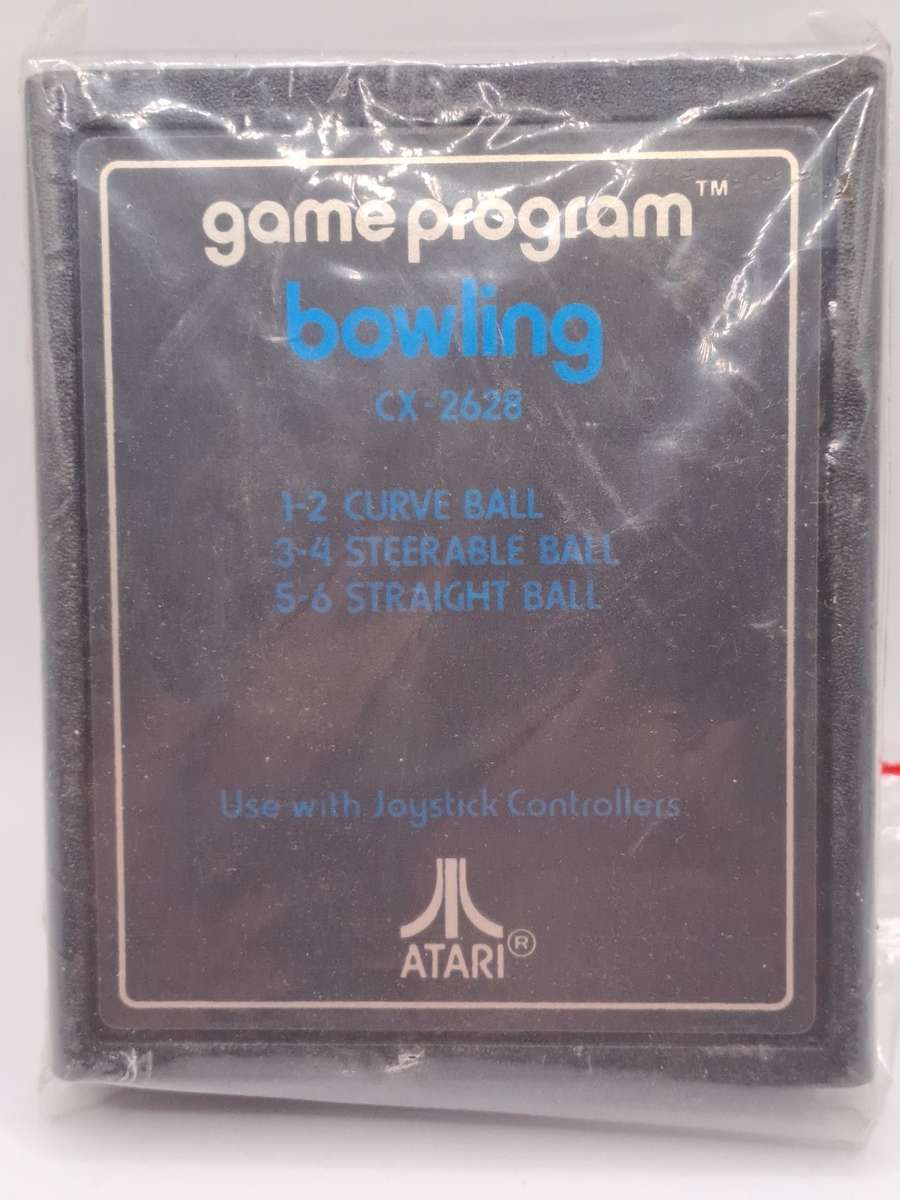 game program™
bowling
CX-2628
1-2 CURVE BALL
3-4 STEERABLE BALL
5-6 STRAIGHT BALL
Use with Joystick Controllers
ATARI®